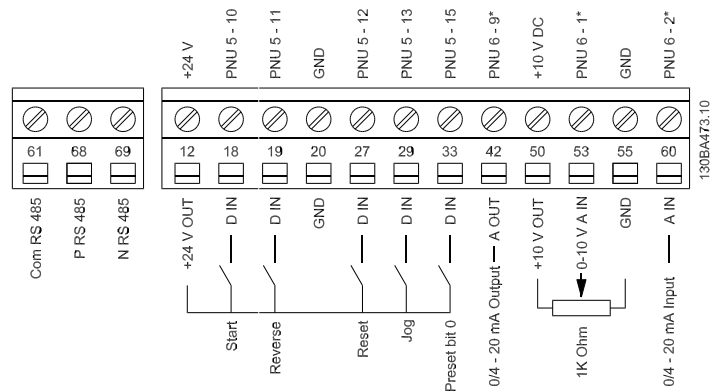 +24 V
PNU 5 - 10
PNU 5 - 11
GND
PNU 5 - 12
PNU 5 - 13
PNU 5 - 15
PNU 6 - 9*
+10 V DC
PNU 6 - 1*
GND
PNU 6 - 2*
61 68 69 12 18 19 20 27 29 33 42 50 53 55 60
Com RS 485
P RS 485
N RS 485
+24 V OUT
D IN
D IN
GND
D IN
D IN
D IN
0/4 - 20 mA Output A OUT
+10 V OUT
0-10 V A IN
GND
0/4 - 20 mA Input A IN
Start
Reverse
Reset
Jog
Preset bit 0
1K Ohm
130BA473.10